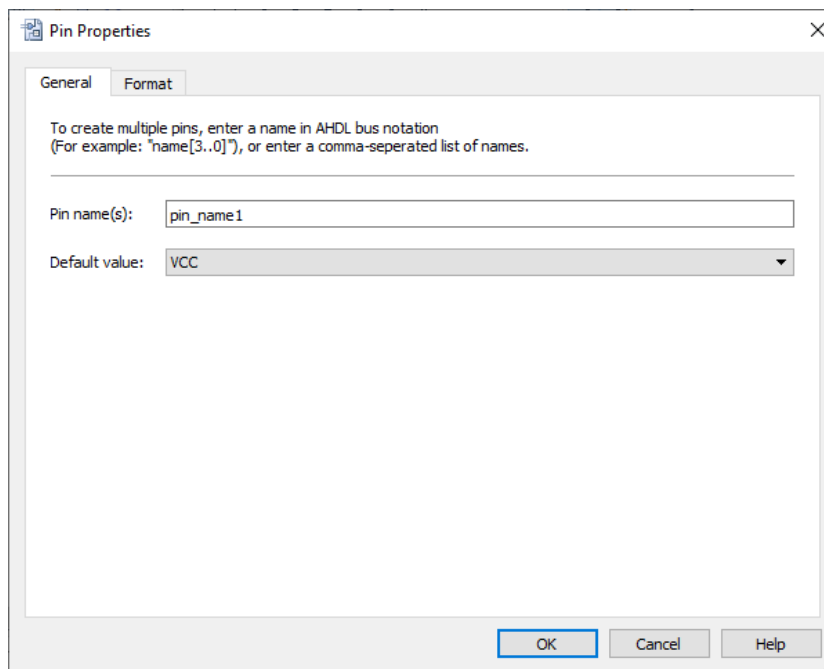 Pin Properties
General
Format
To create multiple pins, enter a name in AHDL bus notation
(For example: "name[3..0]"), or enter a comma-seperated list of names.
Pin name(s):
pin_name1
Default value:
VCC
OK
Cancel
Help